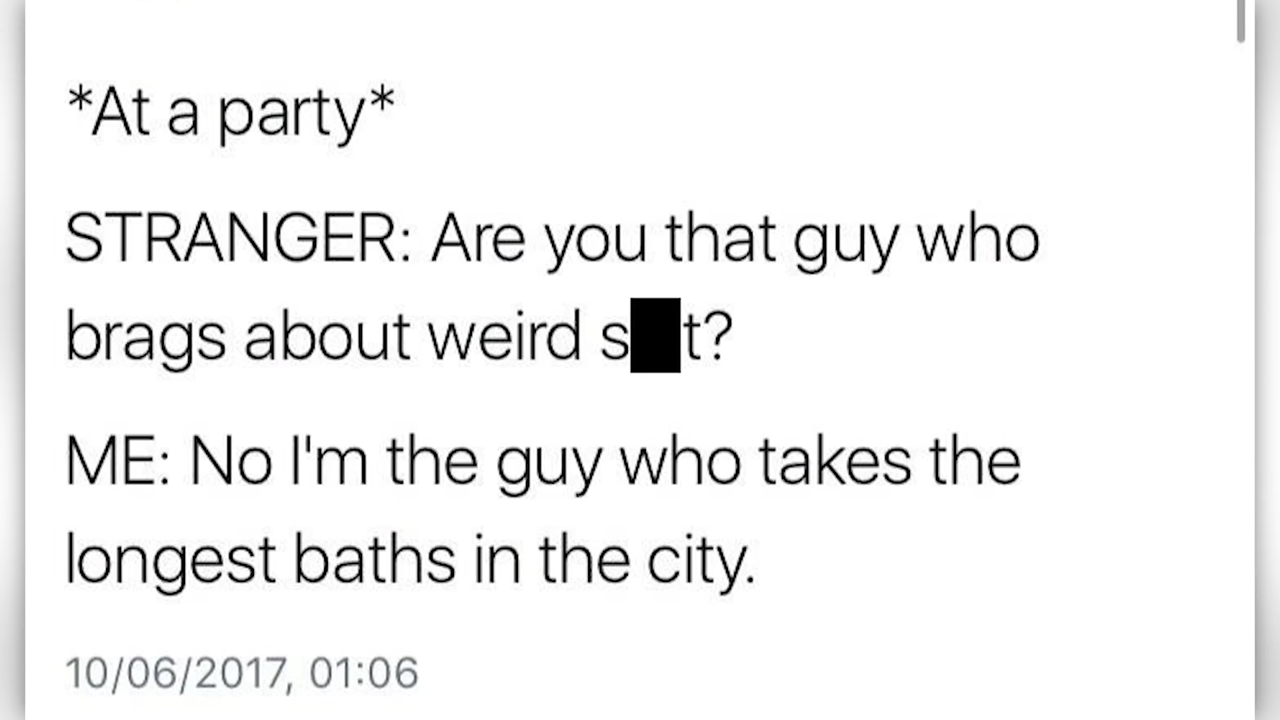 *At a party*
STRANGER: Are you that guy who
brags about weird s█t?
ME: No I'm the guy who takes the
longest baths in the city.
10/06/2017, 01:06